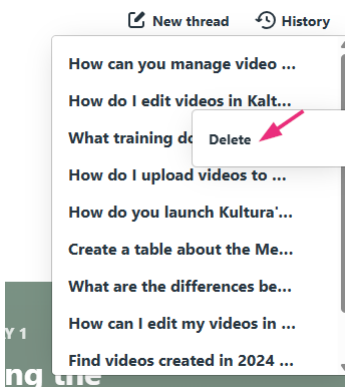 New thread History
How can you manage video ...
How do I edit videos in Kalt...
What training do
Delete
How do I upload videos to ...
How do you launch Kultura'...
Create a table about the Me...
What are the differences be...
How can I edit my videos in ...
Y 1
Find videos created in 2024 ...
ng the